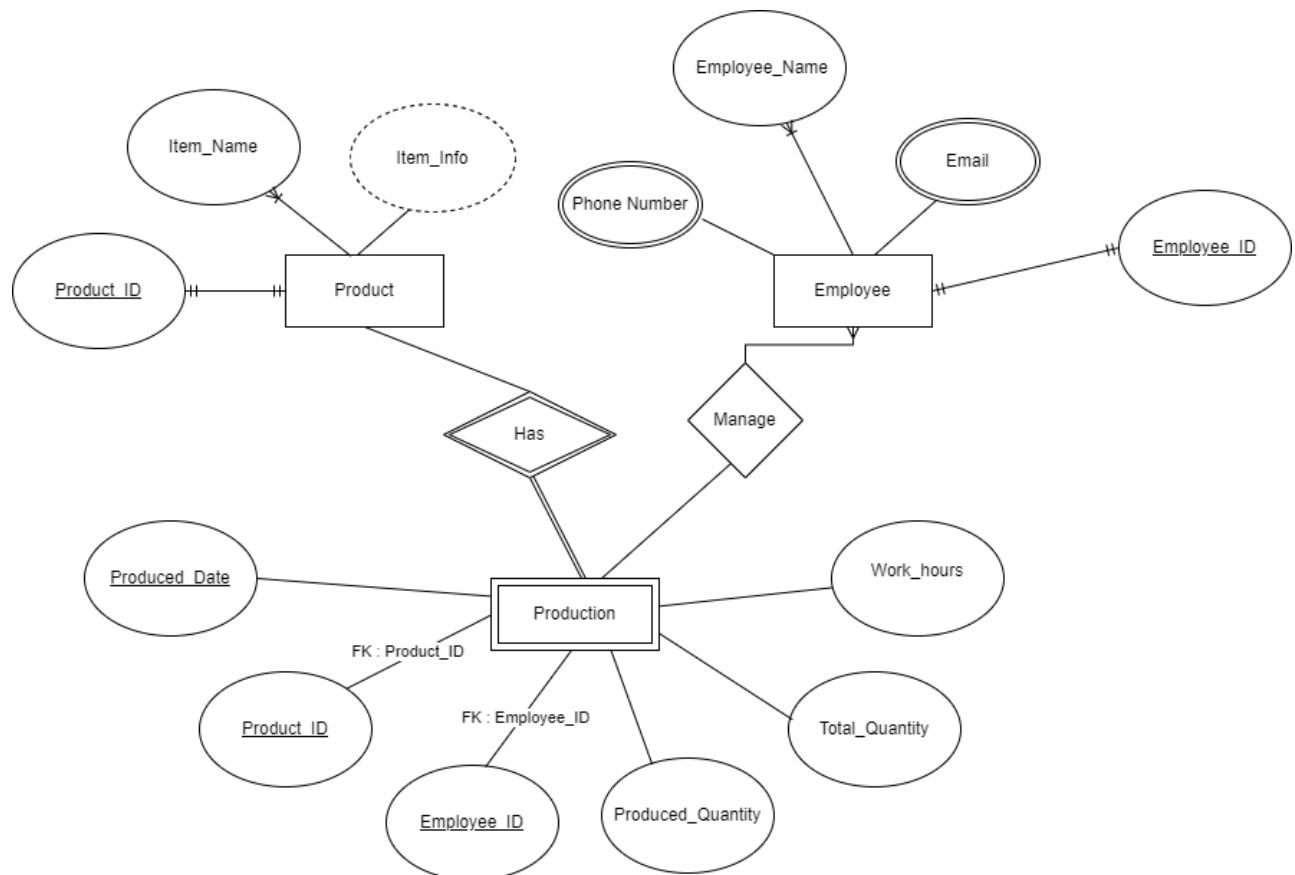 Employee_Name
Item_Name
Item_Info
Email
Phone Number
Employee_ID
Product_ID
Product
Employee
Has
Manage
Produced_Date
Work_hours
Production
FK : Product_ID
FK : Employee_ID
Product_ID
Total_Quantity
Employee_ID
Produced_Quantity